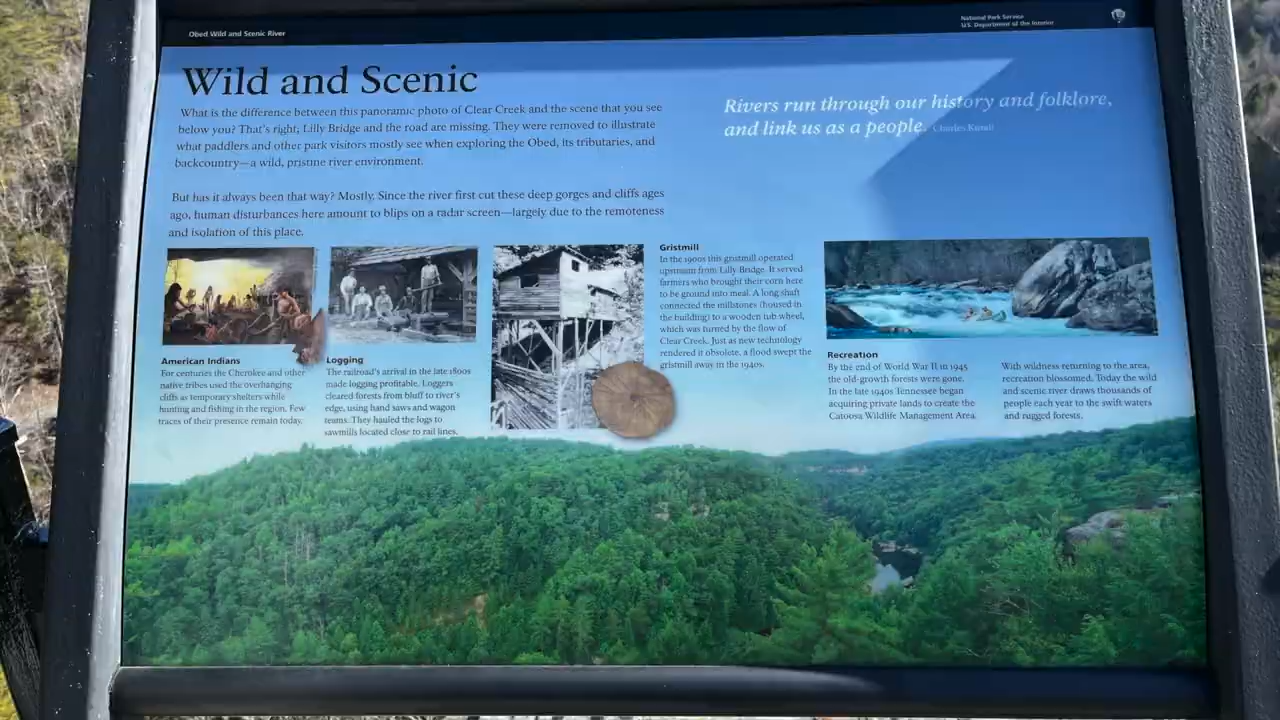 Obed Wild and Scenic River
National Park Service
U.S. Department of the Interior
Wild and Scenic
What is the difference between this panoramic photo of Clear Creek and the scene that you see
below you? That's right, Lilly Bridge and the road are missing. They were removed to illustrate
what paddlers and other park visitors mostly see when exploring the Obed, its tributaries, and
backcountry—a wild, pristine river environment.
But has it always been that way? Mostly. Since the river first cut these deep gorges and cliffs ages
ago, human disturbances here amount to blips on a radar screen—largely due to the remoteness
and isolation of this place.
Rivers run through our history and folklore,
and link us as a people. Charles Kuralt
American Indians
For centuries the Cherokee and other
native tribes used the overhanging
cliffs as temporary shelters while
hunting and fishing in the region. Few
traces of their presence remain today.
Logging
The railroad's arrival in the late 1800s
made logging profitable. Loggers
cleared forests from bluff to river's
edge, using hand saws and wagon
teams. They hauled the logs to
sawmills located close to rail lines.
Gristmill
In the 1900s this gristmill operated
upstream from Lilly Bridge. It served
farmers who brought their corn here
to be ground into meal. A long shaft
connected the millstones (housed in
the building) to a wooden tub wheel,
which was turned by the flow of
Clear Creek. Just as new technology
rendered it obsolete, a flood swept the
gristmill away in the 1940s.
Recreation
By the end of World War II in 1945
the old-growth forests were gone.
In the late 1940s Tennessee began
acquiring private lands to create the
Catoosa Wildlife Management Area.
With wildness returning to the area,
recreation blossomed. Today the wild
and scenic river draws thousands of
people each year to the swift waters
and rugged forests.